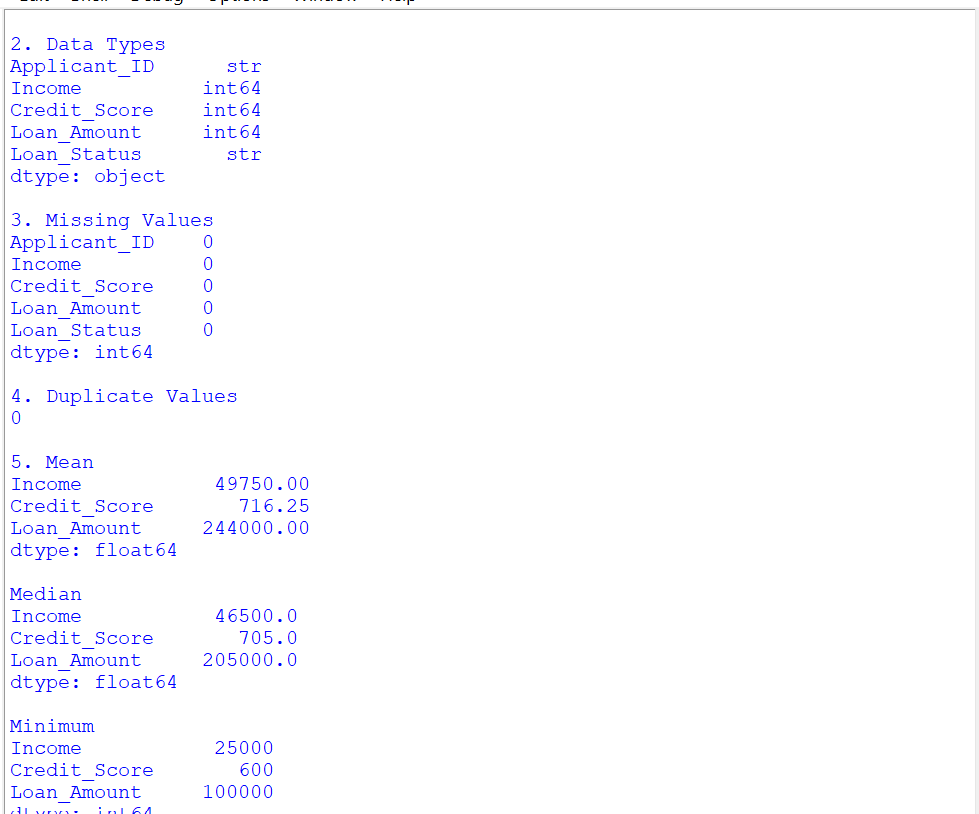 2. Data Types
Applicant_ID      str
Income          int64
Credit_Score    int64
Loan_Amount     int64
Loan_Status       str
dtype: object

3. Missing Values
Applicant_ID    0
Income          0
Credit_Score    0
Loan_Amount     0
Loan_Status     0
dtype: int64

4. Duplicate Values
0

5. Mean
Income           49750.00
Credit_Score       716.25
Loan_Amount     244000.00
dtype: float64

Median
Income           46500.0
Credit_Score       705.0
Loan_Amount     205000.0
dtype: float64

Minimum
Income           25000
Credit_Score       600
Loan_Amount     100000
dtype: int64